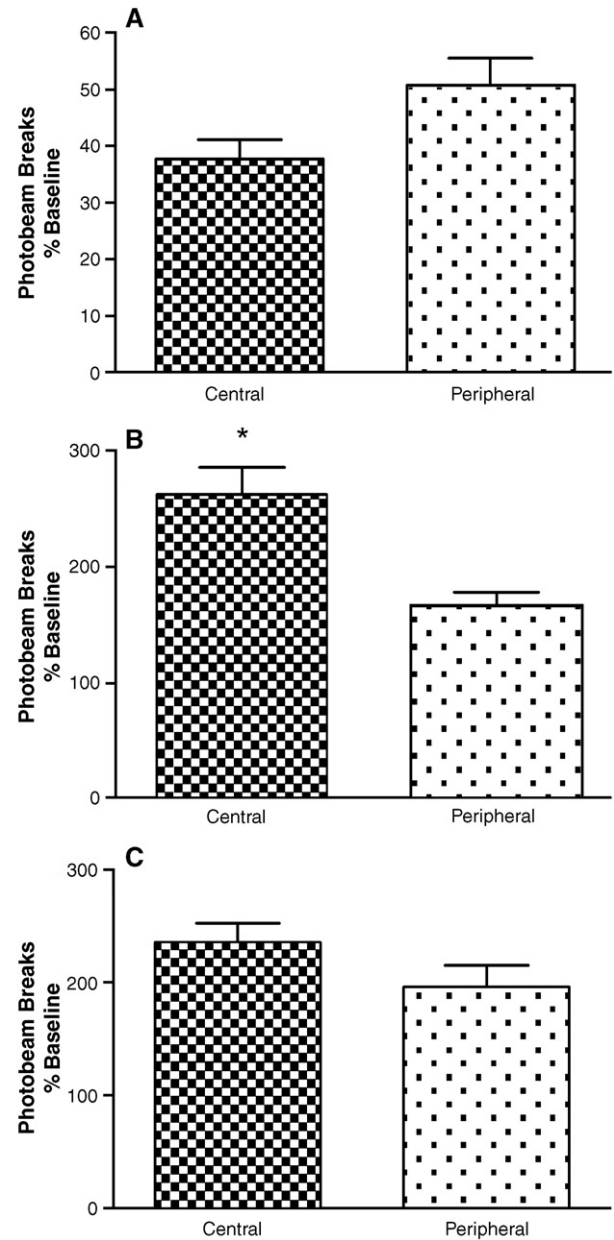 A
60
50
40
30
20
10
0
Photobeam Breaks
% Baseline
Central Peripheral
B
*
300
200
100
0
Photobeam Breaks
% Baseline
Central Peripheral
C
300
200
100
0
Photobeam Breaks
% Baseline
Central Peripheral